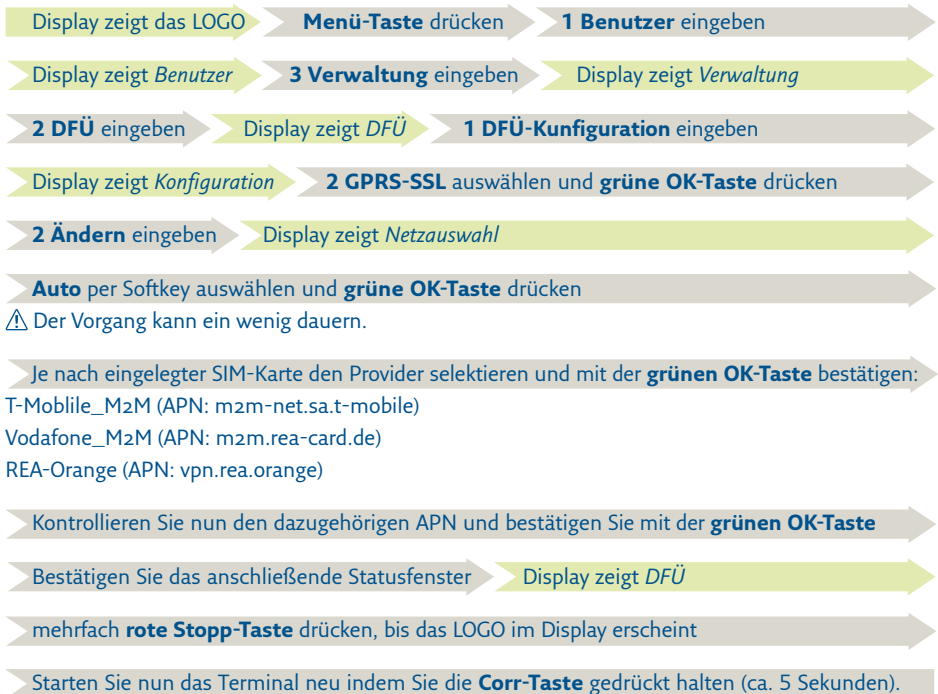 Display zeigt das LOGO Menü-Taste drücken 1 Benutzer eingeben
Display zeigt Benutzer 3 Verwaltung eingeben Display zeigt Verwaltung
2 DFÜ eingeben Display zeigt DFÜ 1 DFÜ-Kunfiguration eingeben
Display zeigt Konfiguration 2 GPRS-SSL auswählen und grüne OK-Taste drücken
2 Ändern eingeben Display zeigt Netzauswahl
Auto per Softkey auswählen und grüne OK-Taste drücken
Der Vorgang kann ein wenig dauern.
Je nach eingelegter SIM-Karte den Provider selektieren und mit der grünen OK-Taste bestätigen:
T-Moblile_M2M (APN: m2m-net.sa.t-mobile)
Vodafone_M2M (APN: m2m.rea-card.de)
REA-Orange (APN: vpn.rea.orange)
Kontrollieren Sie nun den dazugehörigen APN und bestätigen Sie mit der grünen OK-Taste
Bestätigen Sie das anschließende Statusfenster Display zeigt DFÜ
mehrfach rote Stopp-Taste drücken, bis das LOGO im Display erscheint
Starten Sie nun das Terminal neu indem Sie die Corr-Taste gedrückt halten (ca. 5 Sekunden).